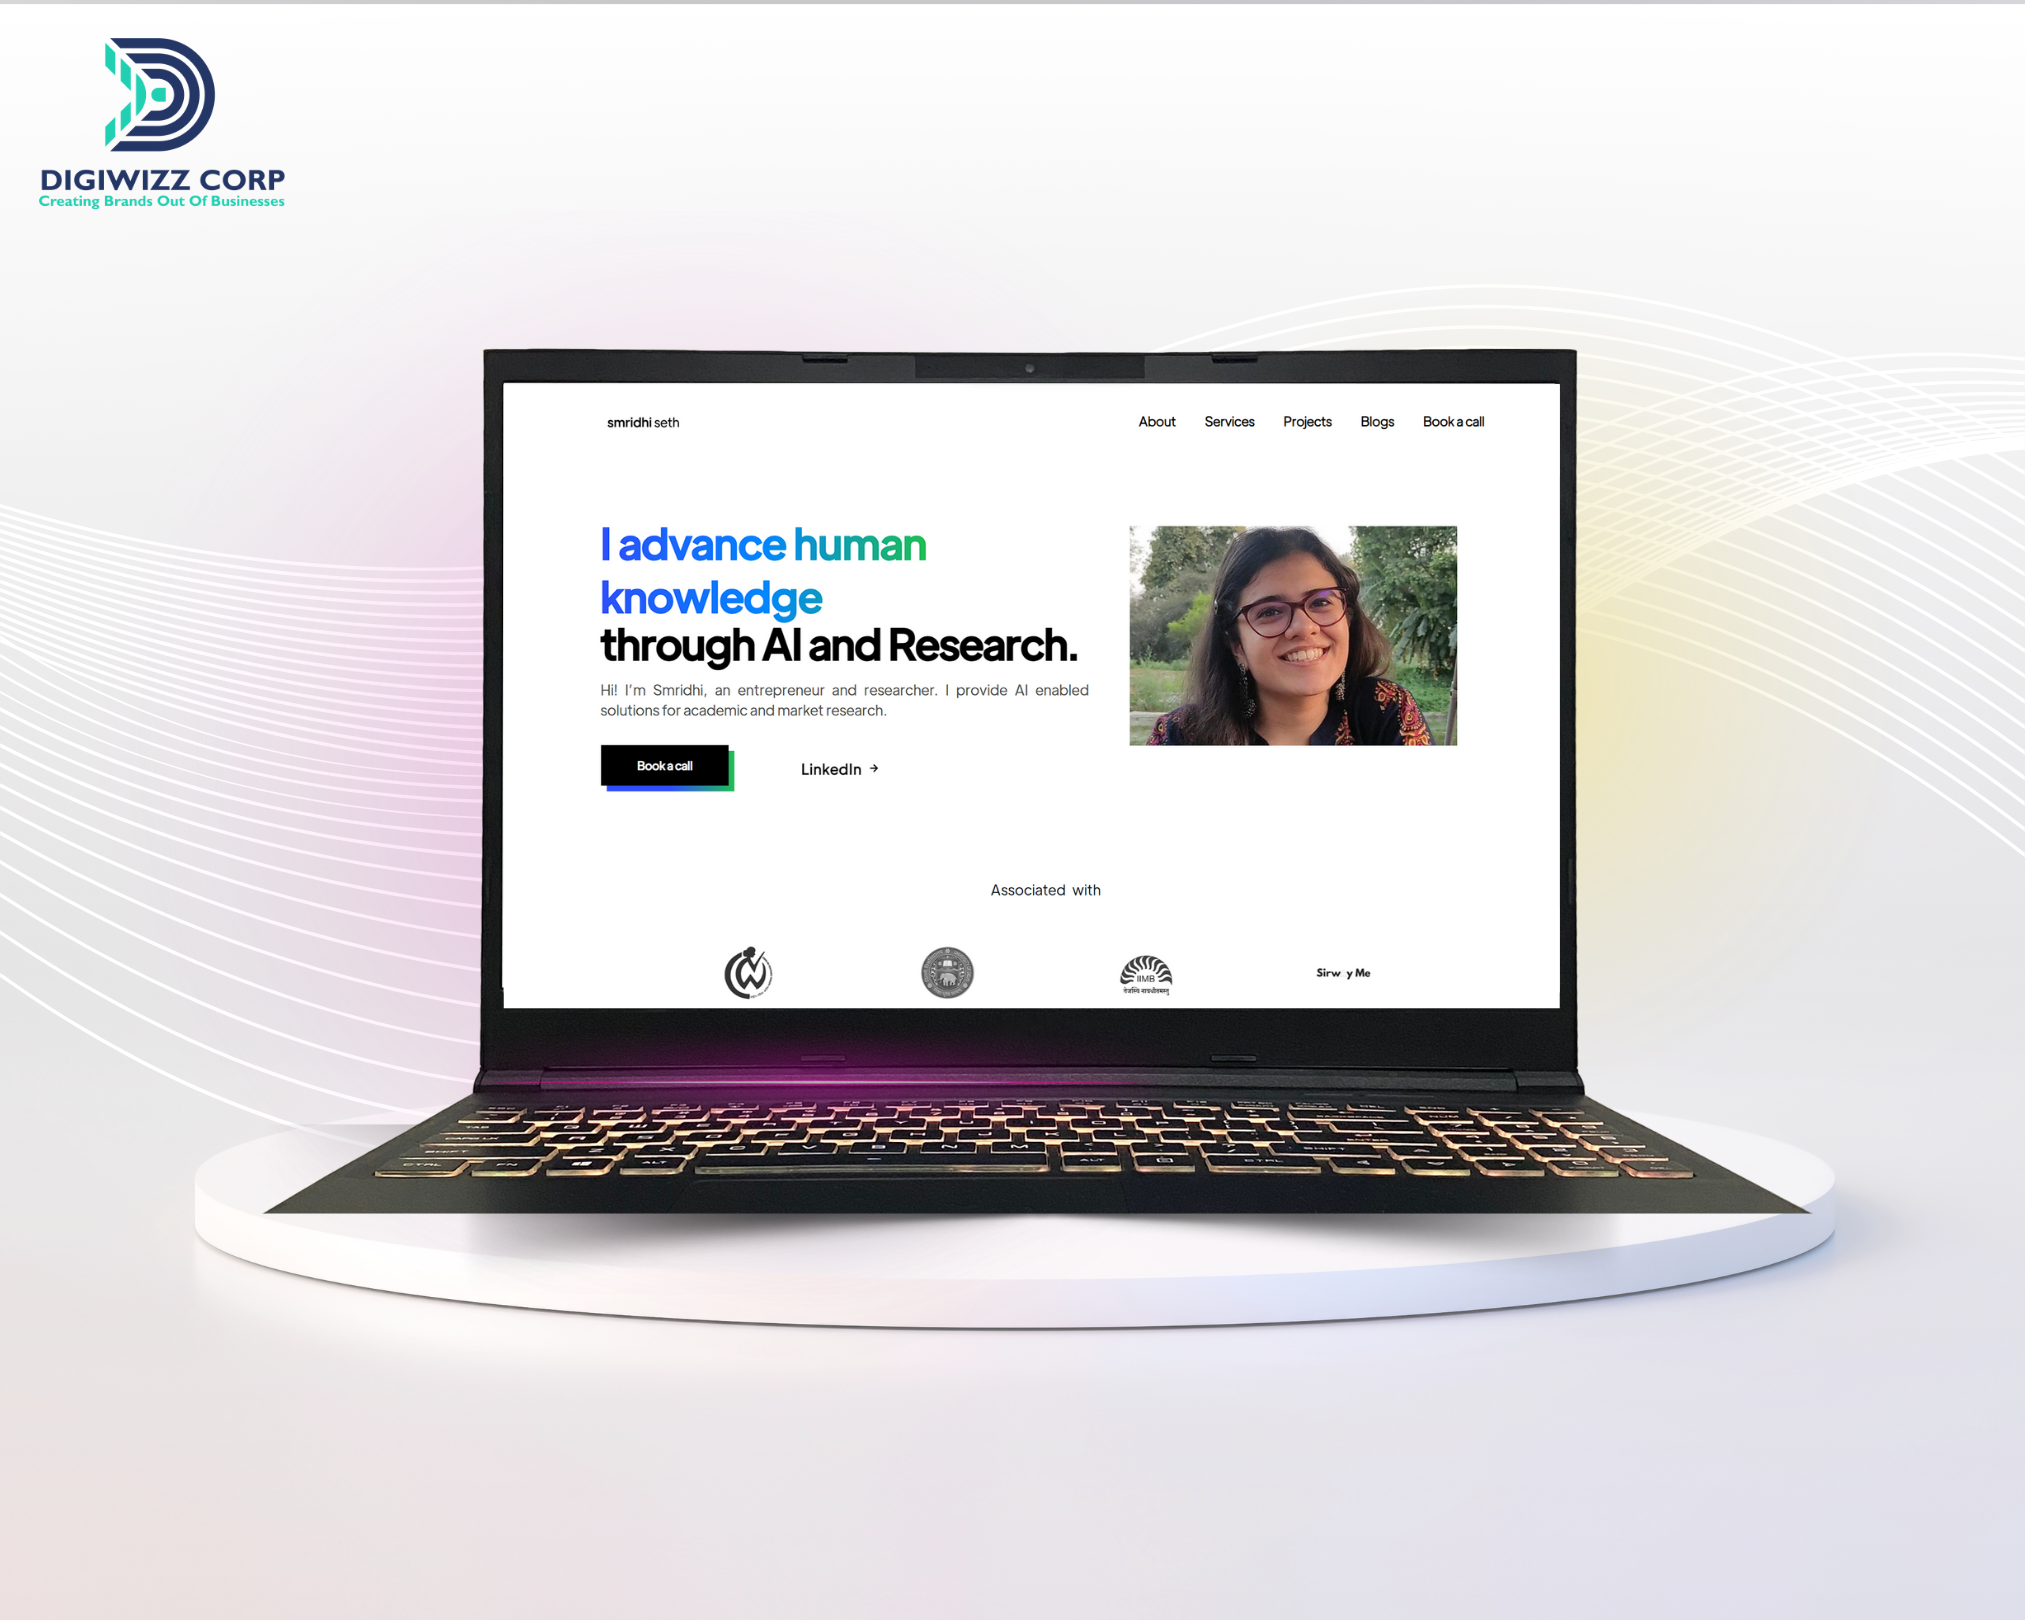 DIGIWIZZ CORP
Creating Brands Out Of Businesses
smridhi seth
About Services Projects Blogs Book a call
I advance human
knowledge
through AI and Research.
Hi! I'm Smridhi, an entrepreneur and researcher. I provide AI enabled
solutions for academic and market research.
Book a call
LinkedIn →
Associated with
IIMB
Sirw y Me